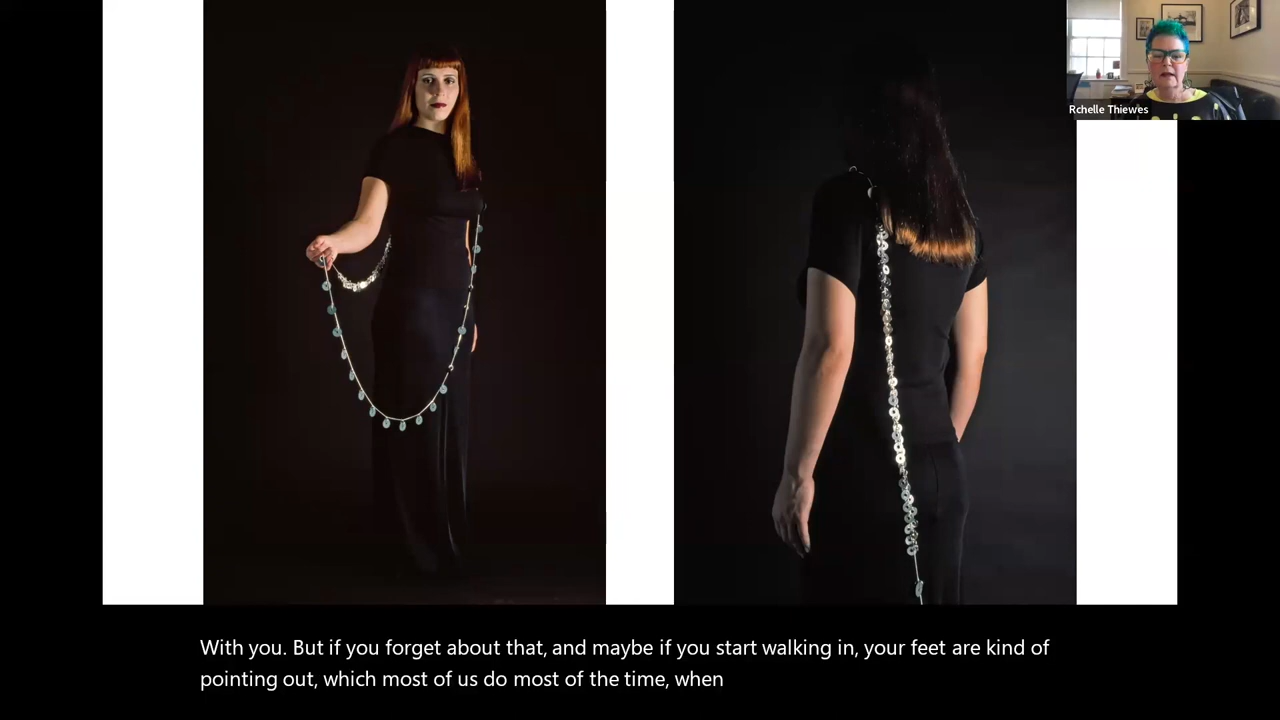 Rchelle Thiewes
With you. But if you forget about that, and maybe if you start walking in, your feet are kind of
pointing out, which most of us do most of the time, when